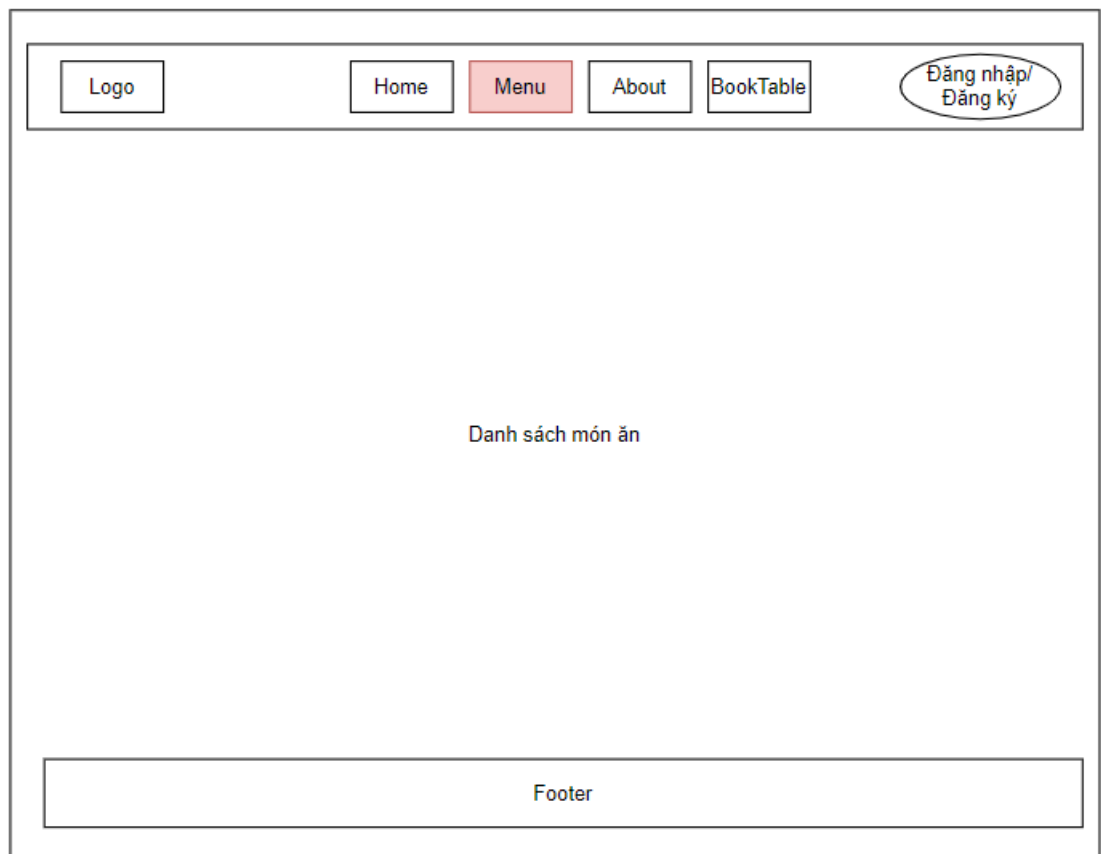 Logo
Home
Menu
About
BookTable
Đăng nhập/
Đăng ký
Danh sách món ăn
Footer